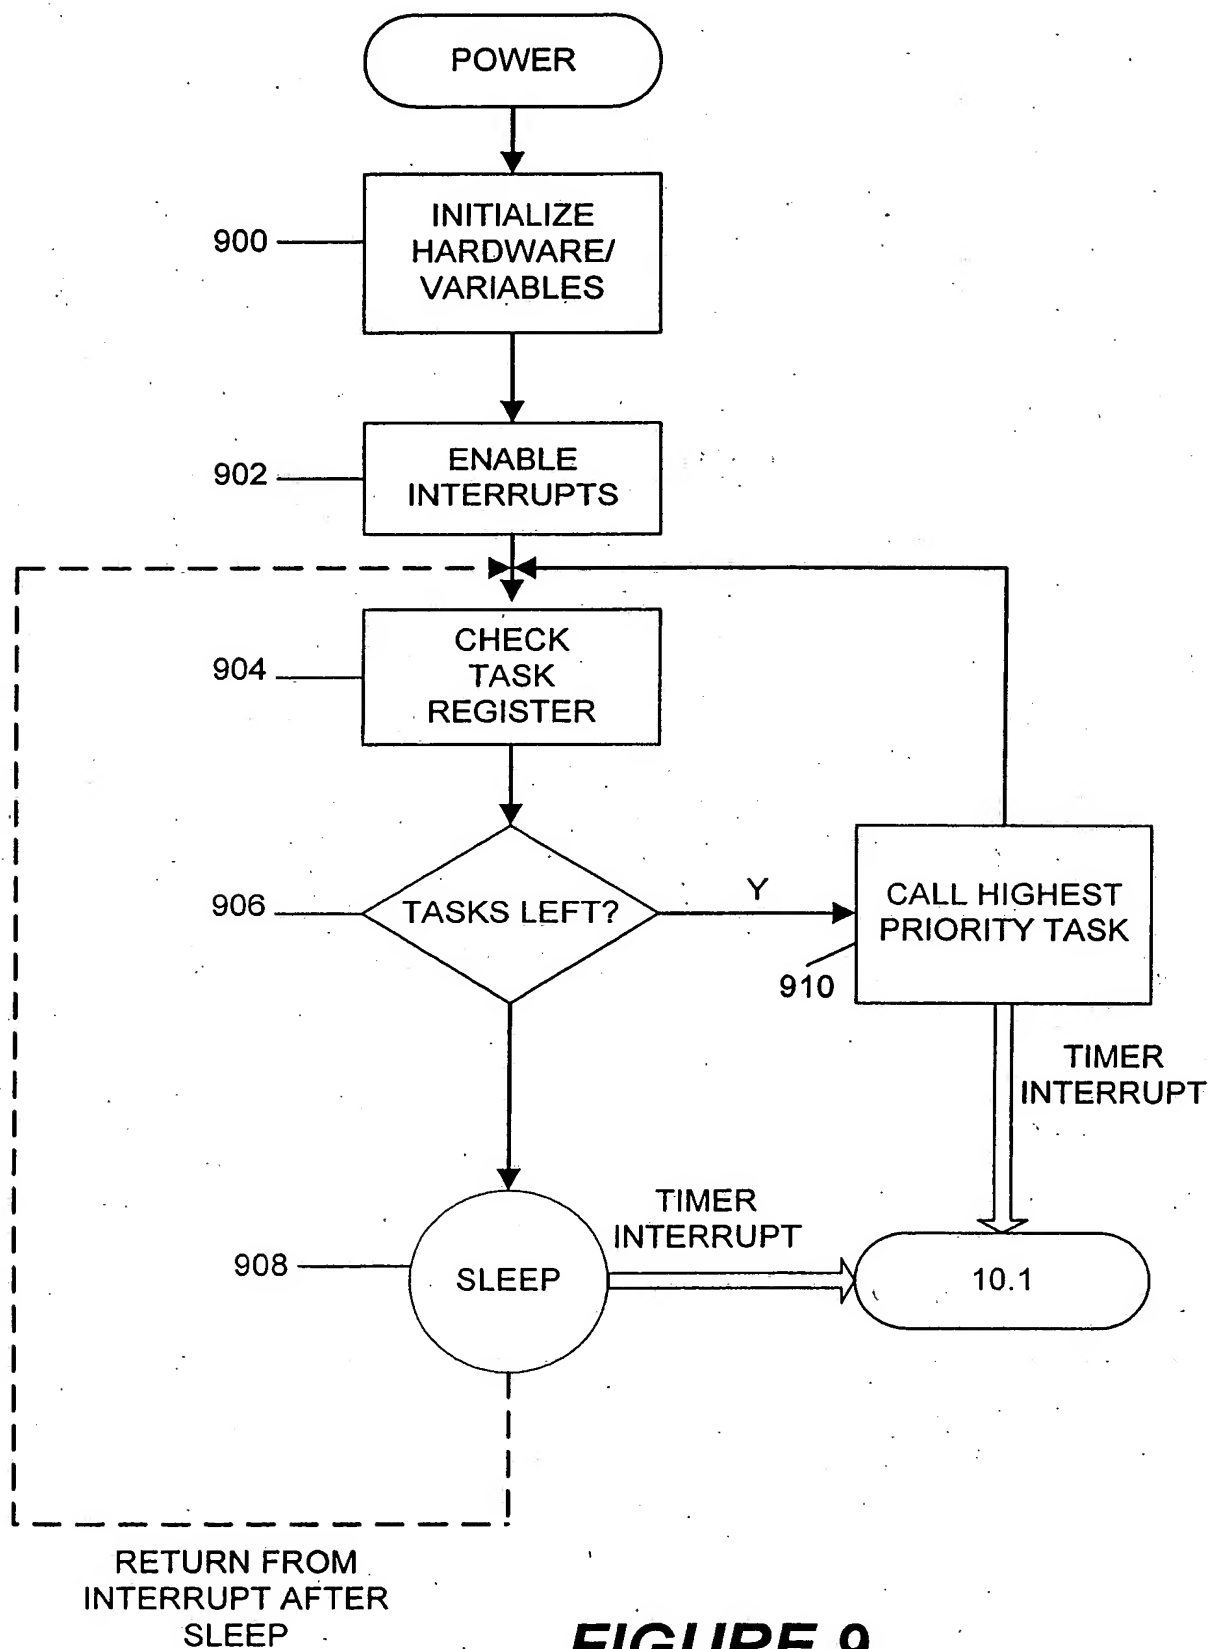 POWER
INITIALIZE
HARDWARE/
VARIABLES
900
ENABLE
INTERRUPTS
902
CHECK
TASK
REGISTER
904
TASKS LEFT?
906
Y
CALL HIGHEST
PRIORITY TASK
910
TIMER
INTERRUPT
TIMER
INTERRUPT
908
SLEEP
10.1
RETURN FROM
INTERRUPT AFTER
SLEEP
FIGURE 9